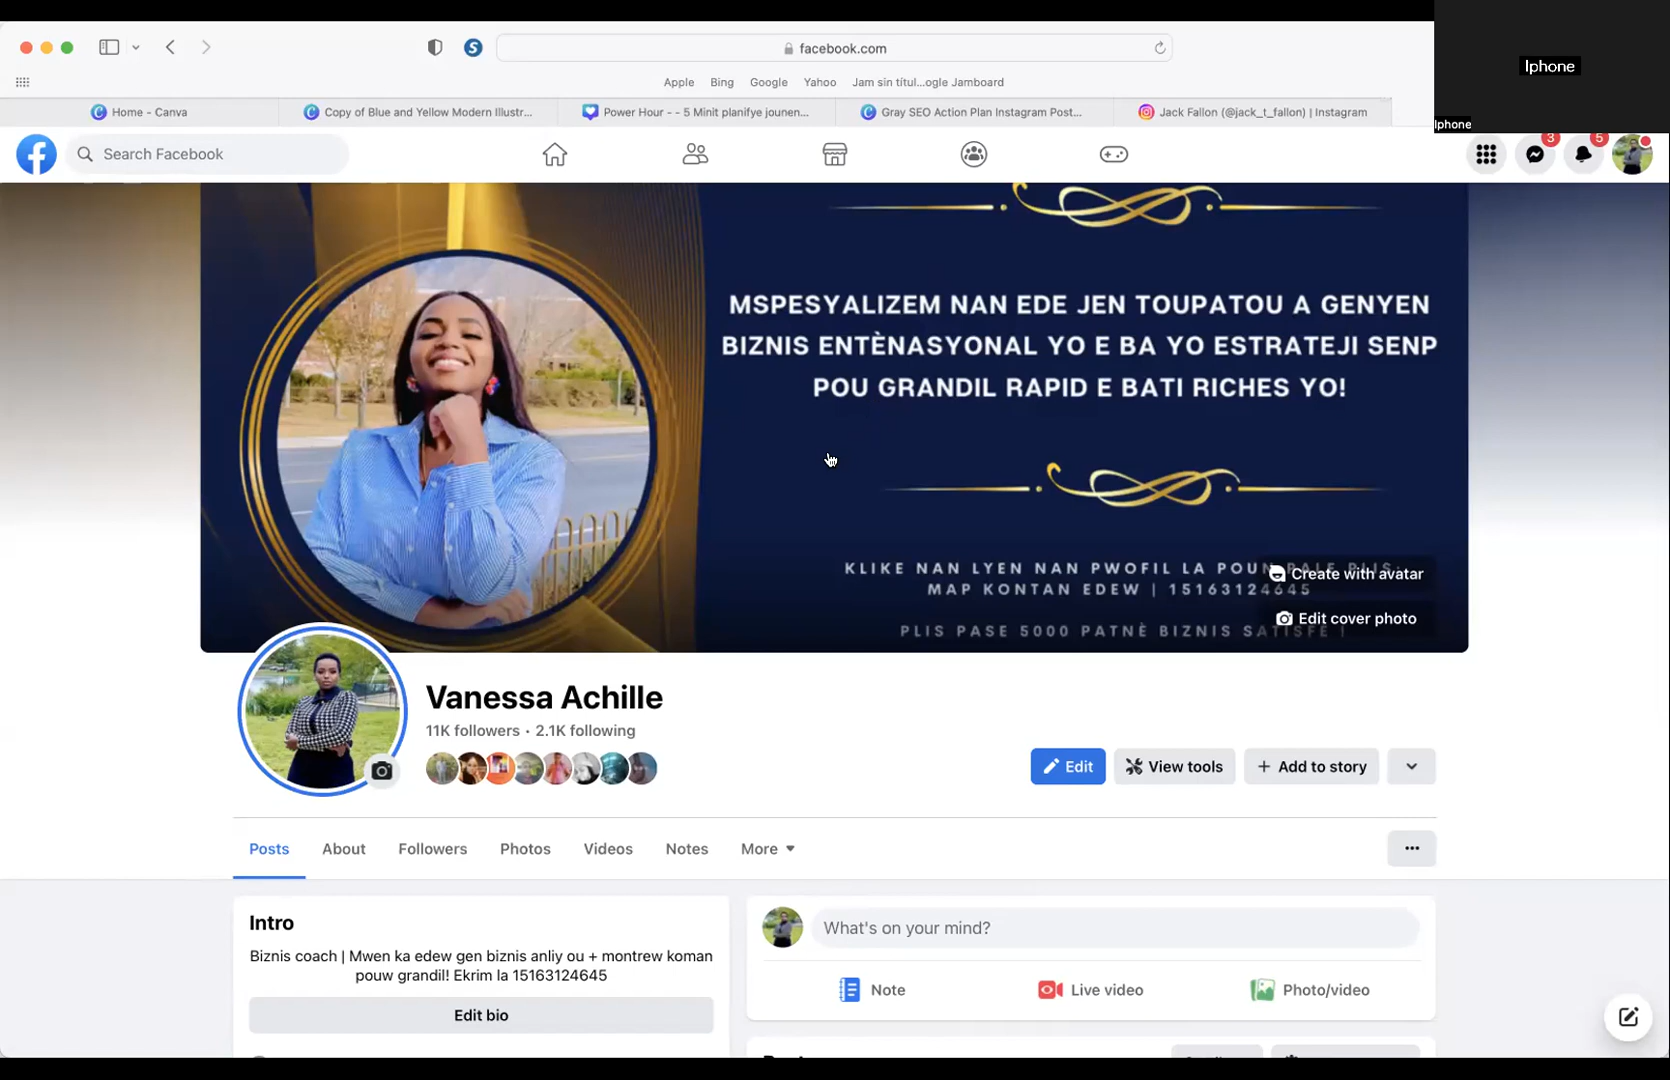 facebook.com
Iphone
Iphone
Apple Bing Google Yahoo Jam sin títul...ogle Jamboard
Home – Canva
Copy of Blue and Yellow Modern Illustr...
Power Hour - - 5 Minit planifye jounen...
Gray SEO Action Plan Instagram Post...
Jack Fallon (@jack_t_fallon) | Instagram
Search Facebook
3
5
MSPESYALIZEM NAN EDE JEN TOUPATOU A GENYEN
BIZNIS ENTÈNASYONAL YO E BA YO ESTRATEJI SENP
POU GRANDIL RAPID E BATI RICHES YO!
KLIKE NAN LYEN NAN PWOFIL LA POU PALE PLIS.
MAP KONTAN EDEW | 15163124645
PLIS PASE 5000 PATNÈ BIZNIS SATISFÈ !
Create with avatar
Edit cover photo
Vanessa Achille
11K followers • 2.1K following
Edit
View tools
+ Add to story
Posts About Followers Photos Videos Notes More
Intro
Biznis coach | Mwen ka edew gen biznis anliy ou + montrew koman
pouw grandil! Ekrim la 15163124645
Edit bio
What's on your mind?
Note
Live video
Photo/video